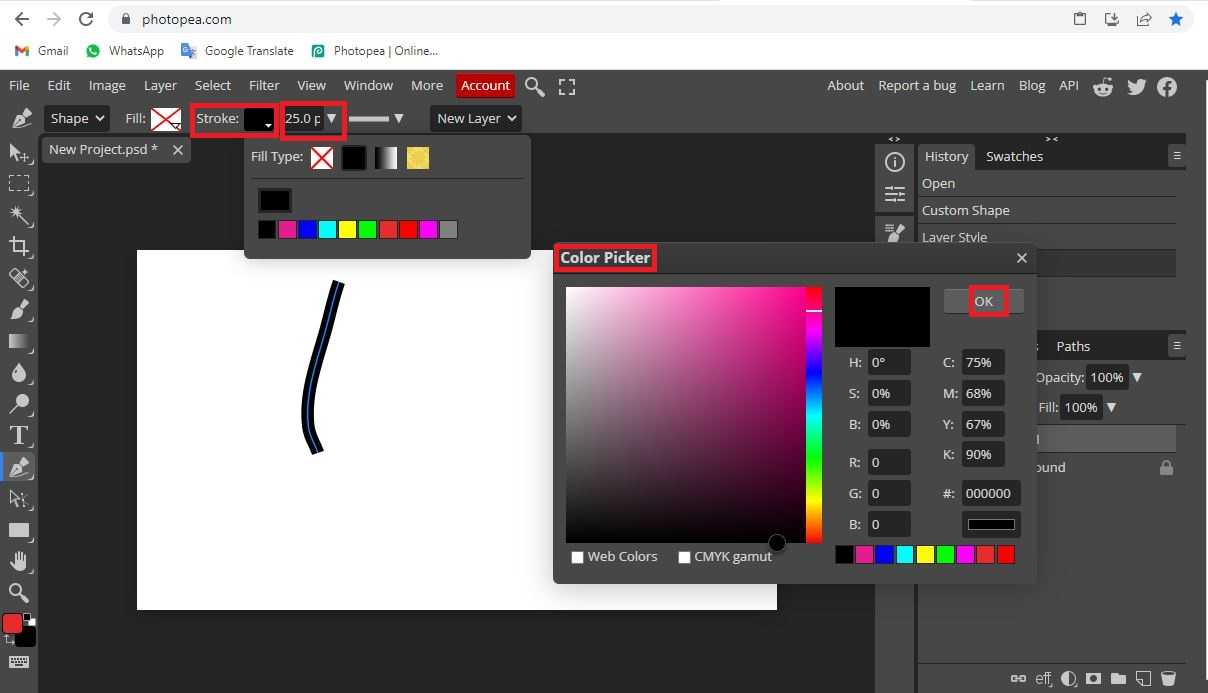 photopea.com
Gmail WhatsApp Google Translate Photopea | Online...
File Edit Image Layer Select Filter View Window More Account About Report a bug Learn Blog API
Shape Fill: Stroke: 25.0 p New Layer
New Project.psd *
Fill Type:
History Swatches
Open
Custom Shape
Layer Style
Color Picker
OK
H: 0° C: 75%
S: 0% M: 68%
B: 0% Y: 67%
K: 90%
R: 0
G: 0 #: 000000
B: 0
Web Colors CMYK gamut
Paths
Opacity: 100%
Fill: 100%
ound
T
eff